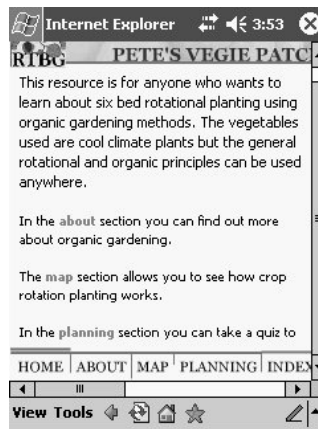 Internet Explorer 3:53
RTBG PETE'S VEGIE PATC
This resource is for anyone who wants to
learn about six bed rotational planting using
organic gardening methods. The vegetables
used are cool climate plants but the general
rotational and organic principles can be used
anywhere.
In the about section you can find out more
about organic gardening.
The map section allows you to see how crop
rotation planting works.
In the planning section you can take a quiz to
HOME ABOUT MAP PLANNING INDEX
View Tools